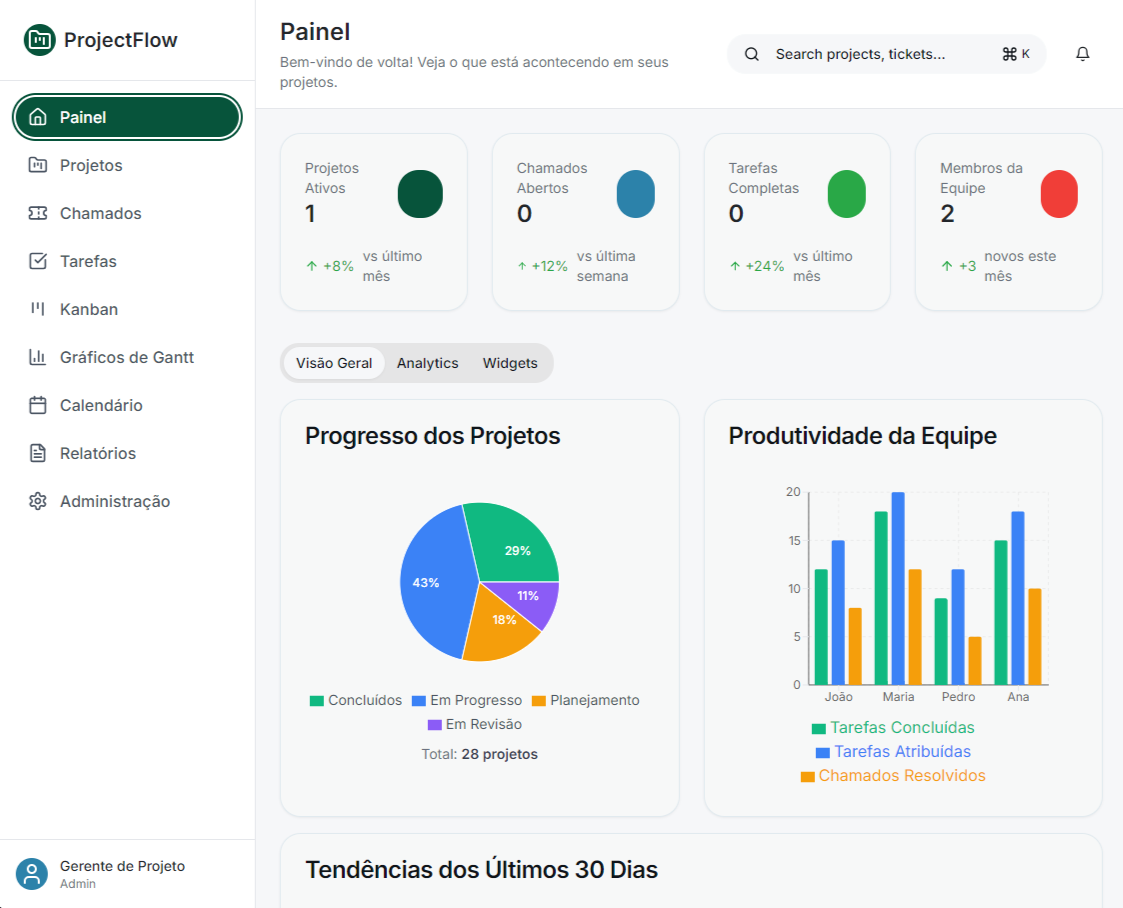 ProjectFlow
Painel
Projetos
Chamados
Tarefas
Kanban
Gráficos de Gantt
Calendário
Relatórios
Administração
Gerente de Projeto
Admin
Painel
Bem-vindo de volta! Veja o que está acontecendo em seus
projetos.
Search projects, tickets...
⌘ K
Projetos
Ativos
1
+8%
vs último
mês
Chamados
Abertos
0
+12%
vs última
semana
Tarefas
Completas
0
+24%
vs último
mês
Membros da
Equipe
2
+3
novos este
mês
Visão Geral
Analytics
Widgets
Progresso dos Projetos
29%
43%
11%
18%
Concluídos
Em Progresso
Planejamento
Em Revisão
Total: 28 projetos
Produtividade da Equipe
20
15
10
5
0
João
Maria
Pedro
Ana
Tarefas Concluídas
Tarefas Atribuídas
Chamados Resolvidos
Tendências dos Últimos 30 Dias